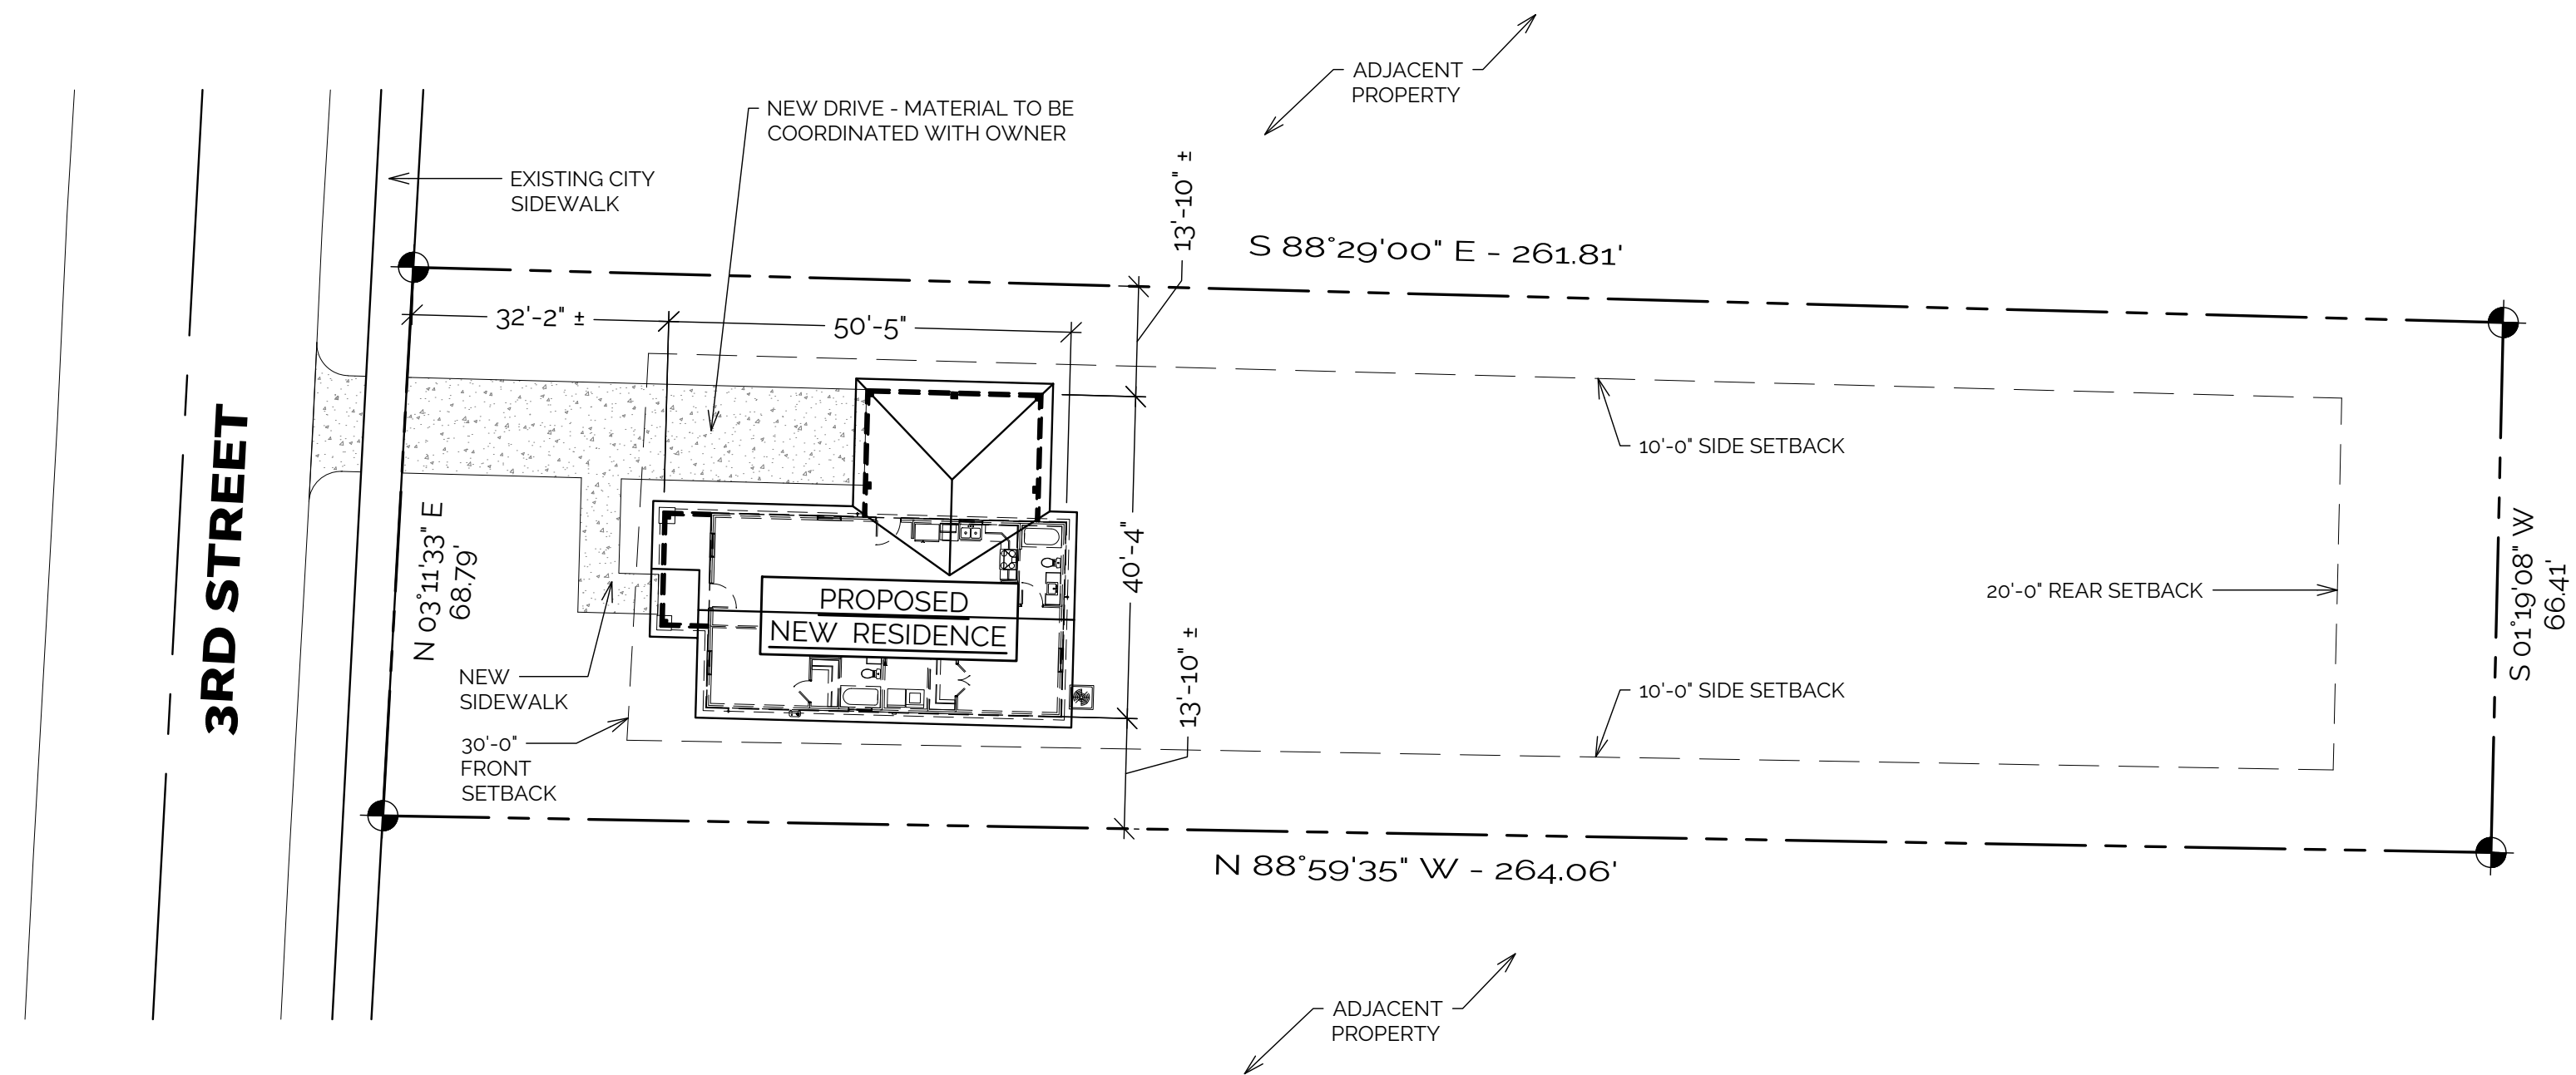 ADJACENT
PROPERTY
NEW DRIVE - MATERIAL TO BE
COORDINATED WITH OWNER
EXISTING CITY
SIDEWALK
13'-10" ±
S 88°29'00" E - 261.81'
32'-2" ±
50'-5"
10'-0" SIDE SETBACK
3RD STREET
N 03°11'33" E
68.79'
40'-4"
PROPOSED
NEW RESIDENCE
20'-0" REAR SETBACK
S 01°19'08" W
66.41'
NEW
SIDEWALK
13'-10" ±
10'-0" SIDE SETBACK
30'-0"
FRONT
SETBACK
N 88°59'35" W - 264.06'
ADJACENT
PROPERTY